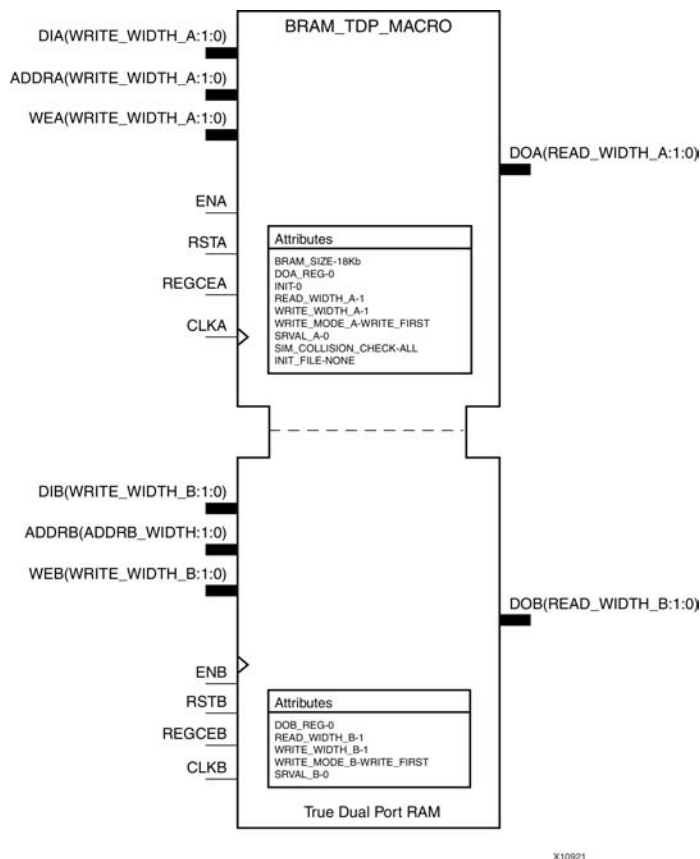 BRAM_TDP_MACRO
DIA(WRITE_WIDTH_A:1:0)
ADDRA(WRITE_WIDTH_A:1:0)
WEA(WRITE_WIDTH_A:1:0)
DOA(READ_WIDTH_A:1:0)
ENA
RSTA
REGCEA
CLKA
Attributes
BRAM_SIZE-18Kb
DOA_REG-0
INIT-0
READ_WIDTH_A-1
WRITE_WIDTH_A-1
WRITE_MODE_A-WRITE_FIRST
SRVAL_A-0
SIM_COLLISION_CHECK-ALL
INIT_FILE-NONE
DIB(WRITE_WIDTH_B:1:0)
ADDRB(ADDRB_WIDTH:1:0)
WEB(WRITE_WIDTH_B:1:0)
DOB(READ_WIDTH_B:1:0)
ENB
RSTB
REGCEB
CLKB
Attributes
DOB_REG-0
READ_WIDTH_B-1
WRITE_WIDTH_B-1
WRITE_MODE_B-WRITE_FIRST
SRVAL_B-0
True Dual Port RAM
X10921